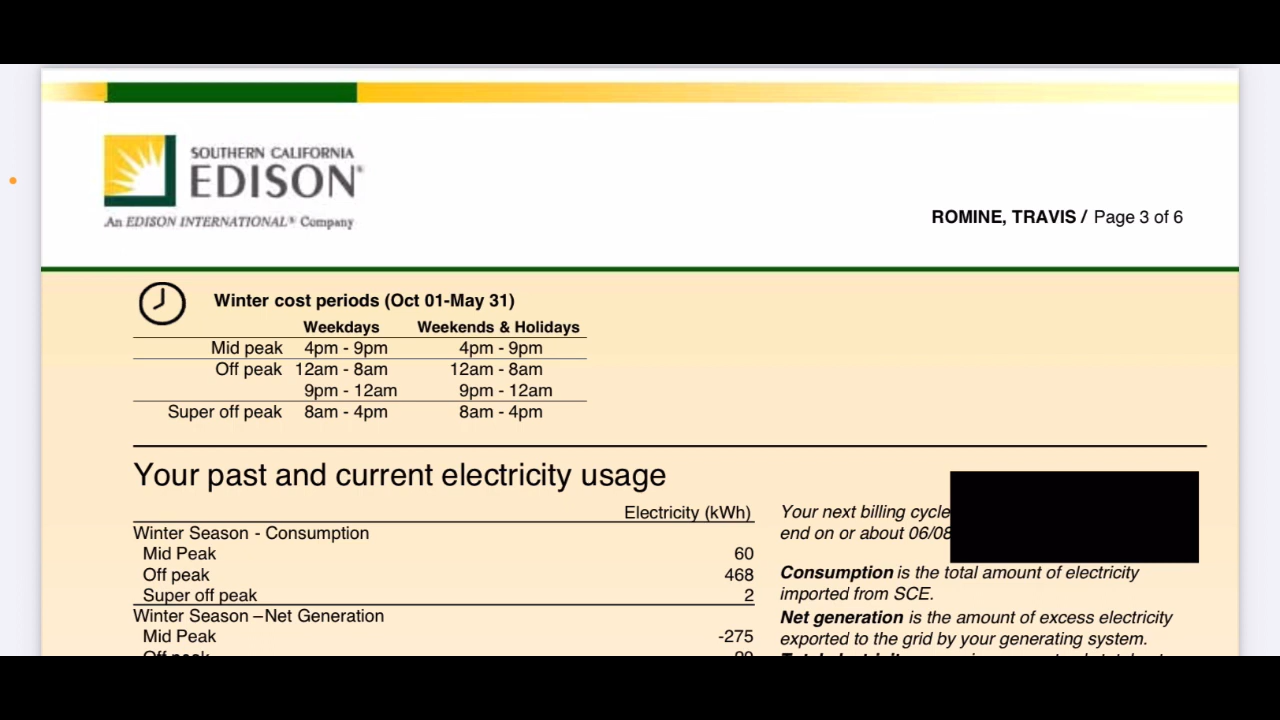 SOUTHERN CALIFORNIA
EDISON®
An EDISON INTERNATIONAL® Company
ROMINE, TRAVIS / Page 3 of 6
Winter cost periods (Oct 01-May 31)
Weekdays Weekends & Holidays
Mid peak 4pm - 9pm 4pm - 9pm
Off peak 12am - 8am 12am - 8am
9pm - 12am 9pm - 12am
Super off peak 8am - 4pm 8am - 4pm
Your past and current electricity usage
Electricity (kWh)
Winter Season - Consumption
Mid Peak 60
Off peak 468
Super off peak 2
Winter Season –Net Generation
Mid Peak -275
Off peak
Your next billing cycle
end on or about 06/08
Consumption is the total amount of electricity
imported from SCE.
Net generation is the amount of excess electricity
exported to the grid by your generating system.